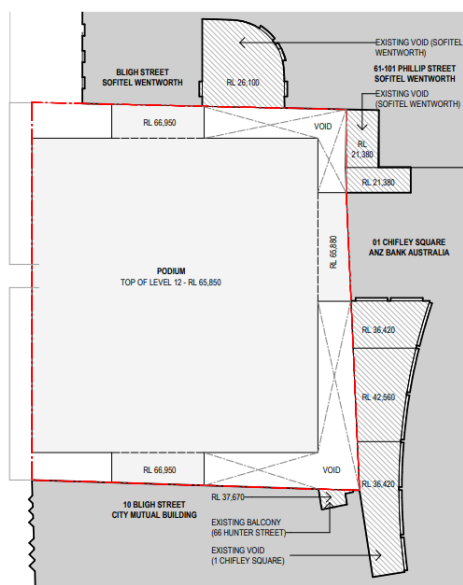 BLIGH STREET
SOFITEL WENTWORTH
RL 26,100
EXISTING VOID (SOFITEL
WENTWORTH)
61-101 PHILLIP STREET
SOFITEL WENTWORTH
EXISTING VOID
(SOFITEL WENTWORTH)
RL 66,950
VOID
RL
21,380
RL 21,380
RL 65,880
01 CHIFLEY SQUARE
ANZ BANK AUSTRALIA
PODIUM
TOP OF LEVEL 12 - RL 65,850
RL 36,420
RL 42,560
RL 66,950
VOID
RL 36,420
10 BLIGH STREET
CITY MUTUAL BUILDING
RL 37,670
EXISTING BALCONY
(66 HUNTER STREET)
EXISTING VOID
(1 CHIFLEY SQUARE)